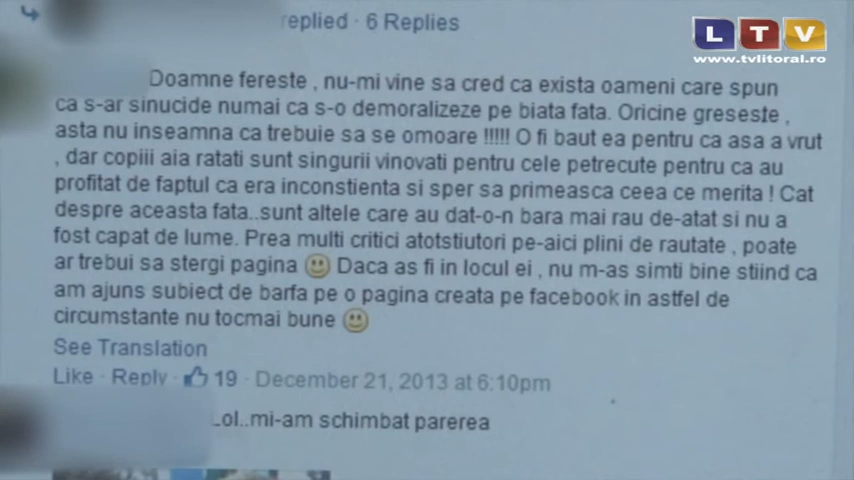 replied · 6 Replies
LTV
www.tvlitoral.ro
Doamne fereste , nu-mi vine sa cred ca exista oameni care spun
ca s-ar sinucide numai ca s-o demoralizeze pe biata fata. Oricine greseste ,
asta nu inseamna ca trebuie sa se omoare !!!!! O fi baut ea pentru ca asa a vrut
, dar copiii aia ratati sunt singurii vinovati pentru cele petrecute pentru ca au
profitat de faptul ca era inconstienta si sper sa primeasca ceea ce merita ! Cat
despre aceasta fata..sunt altele care au dat-o-n bara mai rau de-atat si nu a
fost capat de lume. Prea multi critici atotstiutori pe-aici plini de rautate , poate
ar trebui sa stergi pagina 🙂 Daca as fi in locul ei , nu m-as simti bine stiind ca
am ajuns subiect de barfa pe o pagina creata pe facebook in astfel de
circumstante nu tocmai bune 🙂
See Translation
Like · Reply · 19 · December 21, 2013 at 6:10pm
Lol..mi-am schimbat parerea